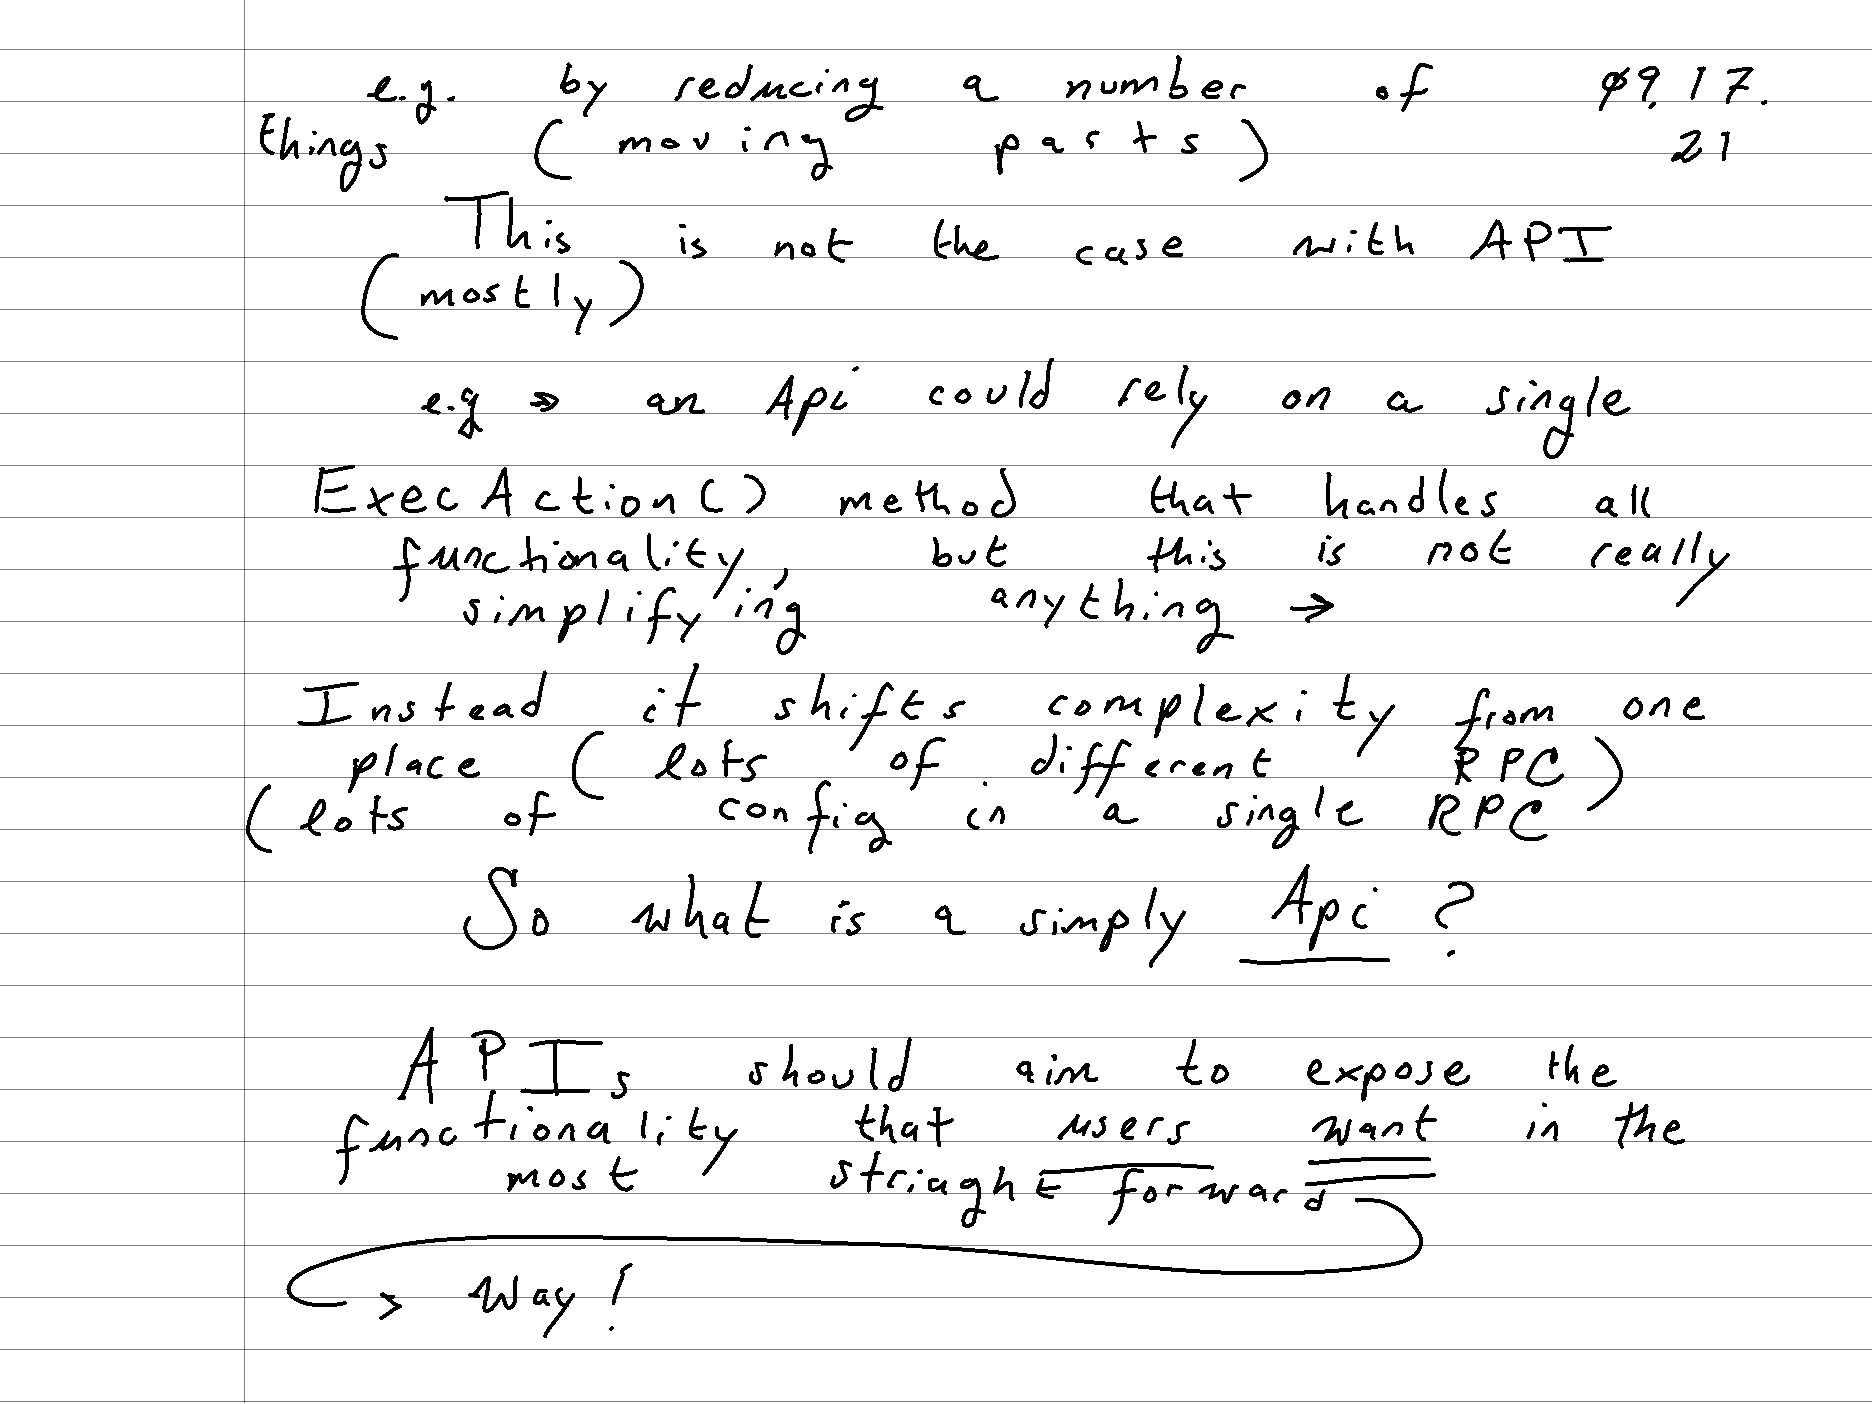 e.g. by reducing a number of ø9.17.
things (moving parts) 21
This is not the case with API
(mostly)
e.g ⇒ an Api could rely on a single
ExecAction() method that handles all
functionality, but this is not really
simplify'ing anything →
Instead it shifts complexity from one
place (lots of different RPC)
(lots of config in a single RPC
So what is a simply Api ?
APIs should aim to expose the
functionality that users want in the
most striaght forward
> way!